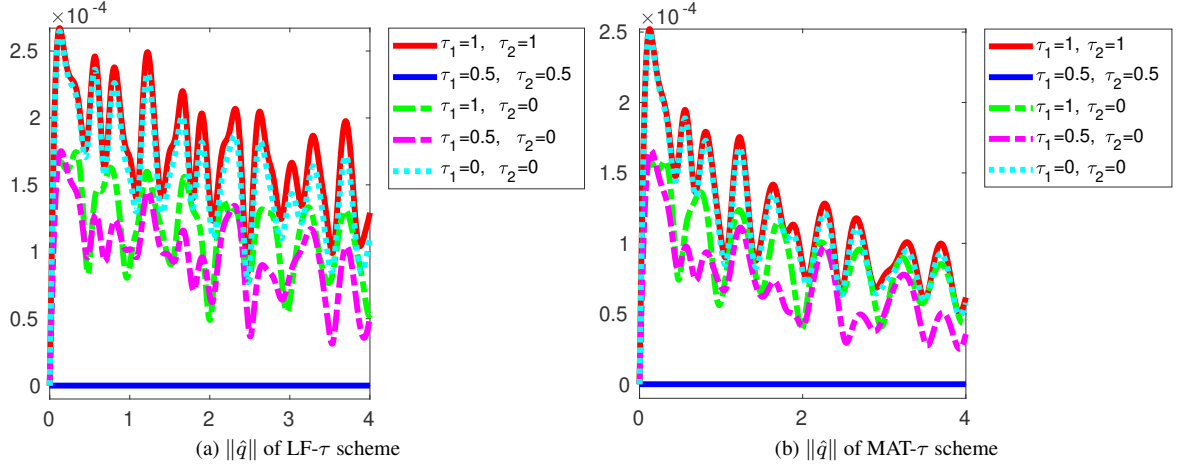 ×10⁻⁴
2.5
2
1.5
1
0.5
0
0 1 2 3 4
τ₁=1, τ₂=1
τ₁=0.5, τ₂=0.5
τ₁=1, τ₂=0
τ₁=0.5, τ₂=0
τ₁=0, τ₂=0
(a) ‖q̂‖ of LF-τ scheme
×10⁻⁴
2.5
2
1.5
1
0.5
0
0 2 4
τ₁=1, τ₂=1
τ₁=0.5, τ₂=0.5
τ₁=1, τ₂=0
τ₁=0.5, τ₂=0
τ₁=0, τ₂=0
(b) ‖q̂‖ of MAT-τ scheme